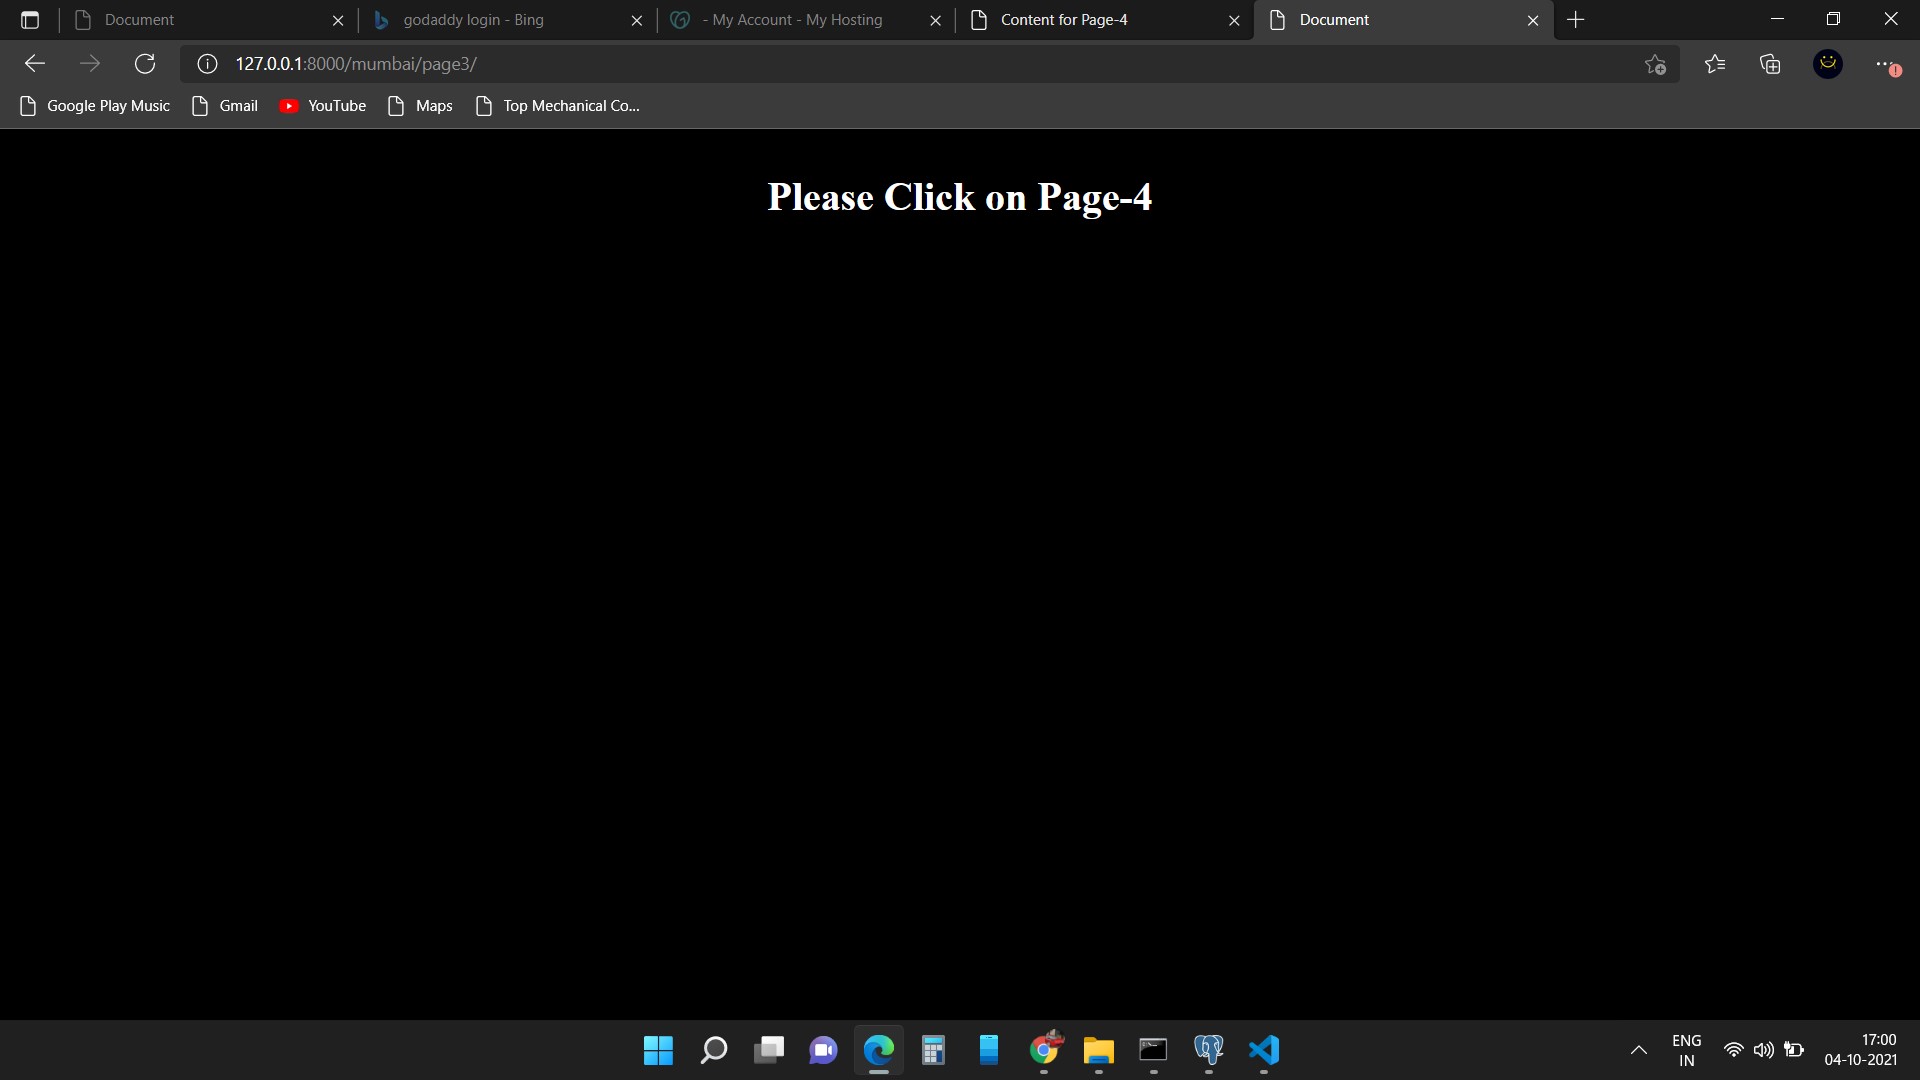 Document
godaddy login - Bing
- My Account - My Hosting
Content for Page-4
Document
127.0.0.1:8000/mumbai/page3/
Google Play Music
Gmail
YouTube
Maps
Top Mechanical Co...
Please Click on Page-4
ENG
IN
17:00
04-10-2021